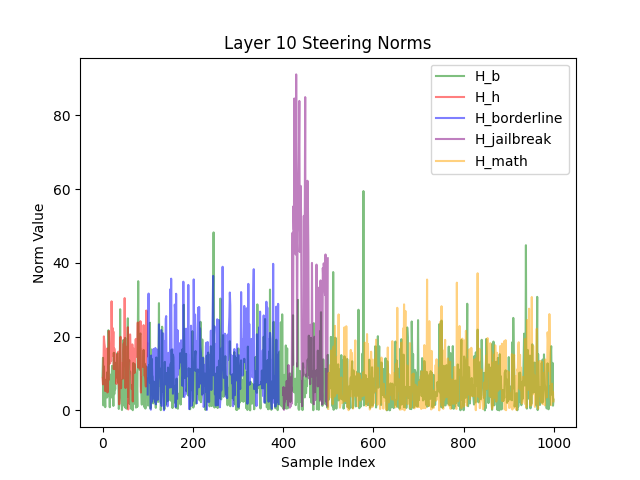 Layer 10 Steering Norms
H_b
H_h
H_borderline
H_jailbreak
H_math
Norm Value
80
60
40
20
0
0 200 400 600 800 1000
Sample Index